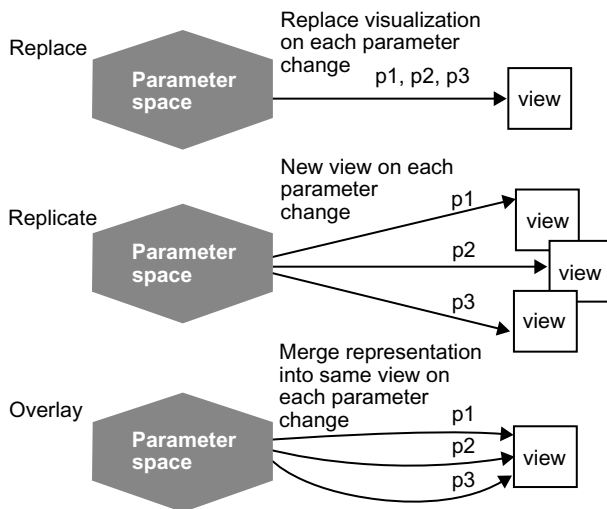 Replace
Parameter
space
Replace visualization
on each parameter
change
p1, p2, p3
view
Replicate
Parameter
space
New view on each
parameter
change
p1
p2
p3
view
view
view
Overlay
Parameter
space
Merge representation
into same view on
each parameter
change
p1
p2
p3
view